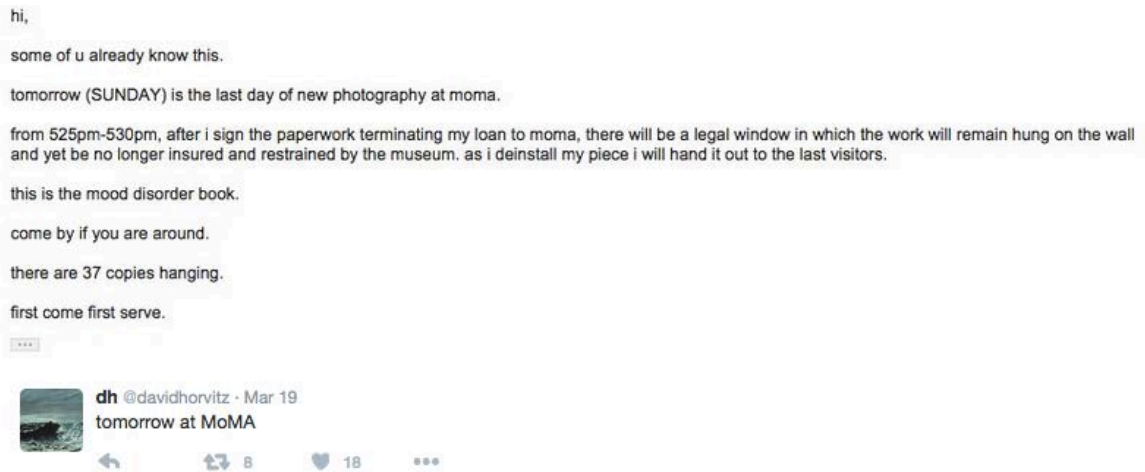 hi,
some of u already know this.
tomorrow (SUNDAY) is the last day of new photography at moma.
from 525pm-530pm, after i sign the paperwork terminating my loan to moma, there will be a legal window in which the work will remain hung on the wall
and yet be no longer insured and restrained by the museum. as i deinstall my piece i will hand it out to the last visitors.
this is the mood disorder book.
come by if you are around.
there are 37 copies hanging.
first come first serve.
dh @davidhorvitz · Mar 19
tomorrow at MoMA
8 18